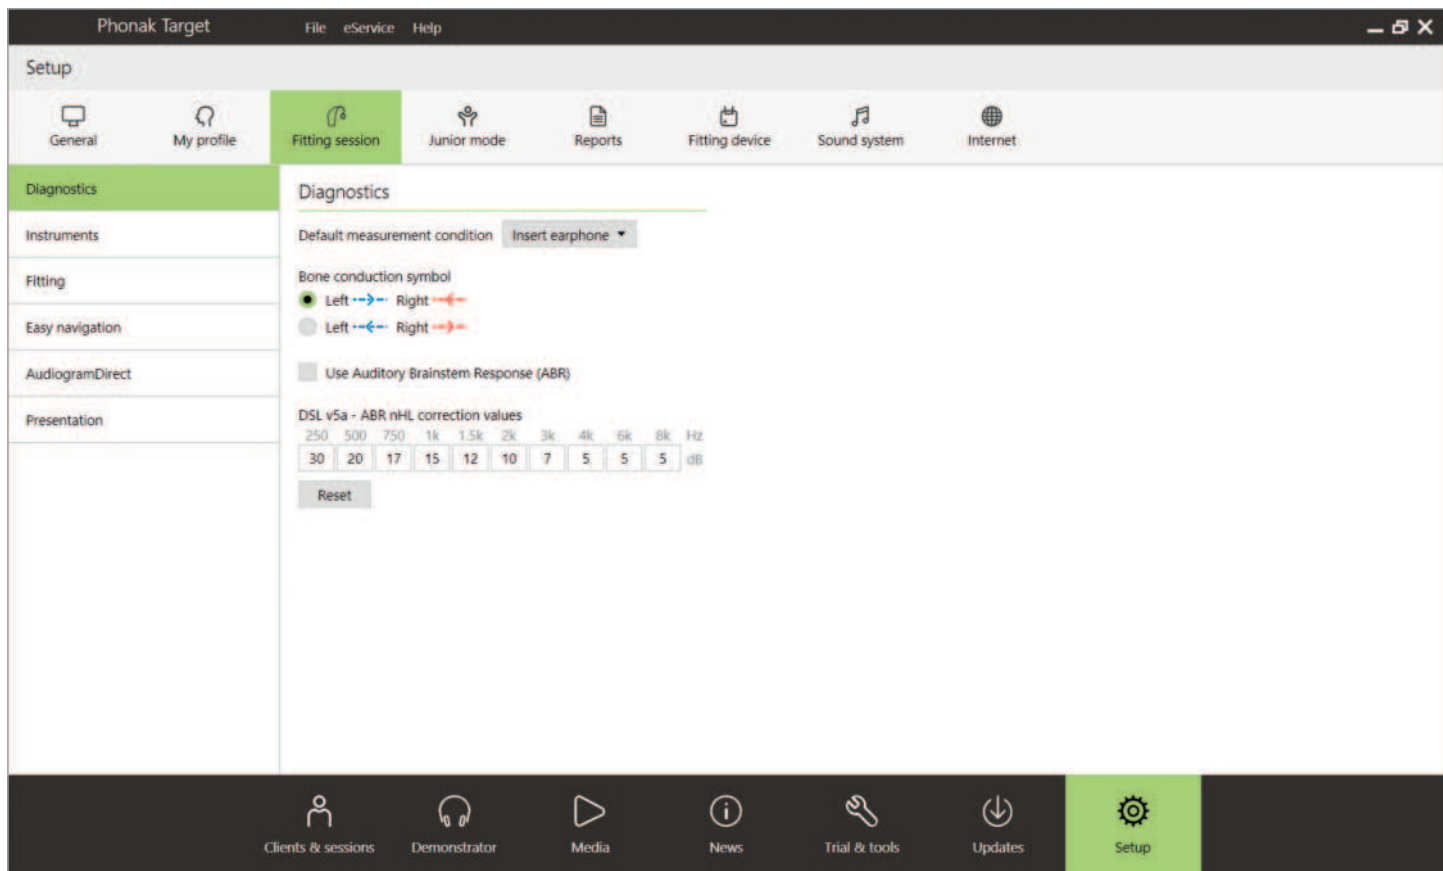 Phonak Target File eService Help
Setup
General My profile Fitting session Junior mode Reports Fitting device Sound system Internet
Diagnostics
Instruments
Fitting
Easy navigation
AudiogramDirect
Presentation
Diagnostics
Default measurement condition Insert earphone
Bone conduction symbol
Left Right
Left Right
Use Auditory Brainstem Response (ABR)
DSL v5a - ABR nHL correction values
250 500 750 1k 1.5k 2k 3k 4k 6k 8k Hz
30 20 17 15 12 10 7 5 5 5 dB
Reset
Clients & sessions Demonstrator Media News Trial & tools Updates Setup